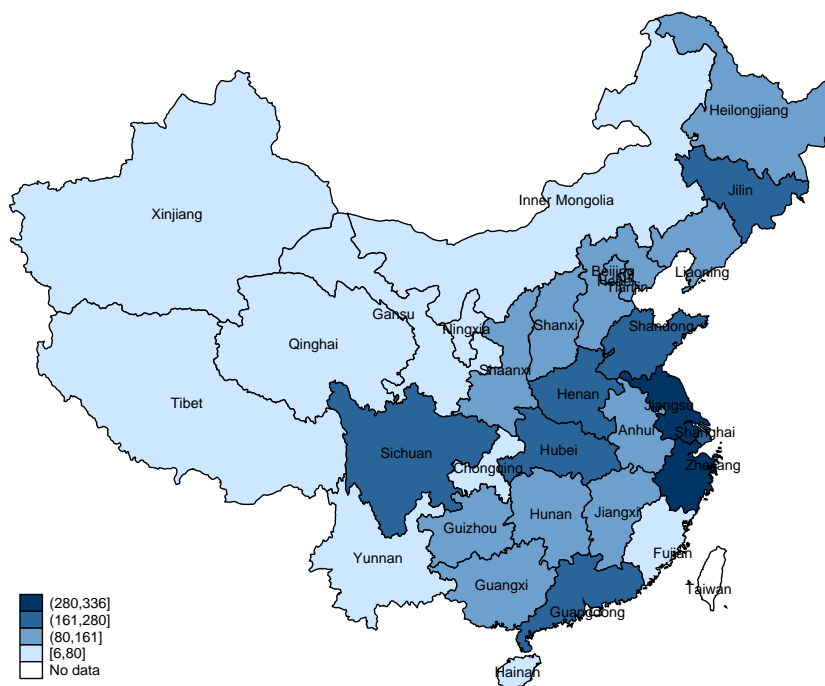 Heilongjiang
Jilin
Inner Mongolia
Xinjiang
Beijing
Hebei
Tianjin
Liaoning
Gansu
Ningxia
Shanxi
Shandong
Qinghai
Shaanxi
Tibet
Henan
Jiangsu
Anhui
Shanghai
Sichuan
Hubei
Chongqing
Zhejiang
Guizhou
Hunan
Jiangxi
Yunnan
Fujian
Guangxi
Taiwan
Guangdong
Hainan
(280,336]
(161,280]
(80,161]
[6,80]
No data